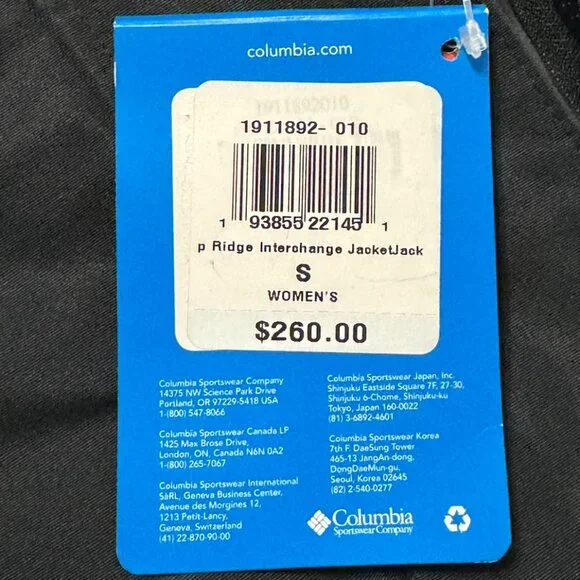 columbia.com
1911892- 010
1 93855 22145 1
p Ridge Interchange JacketJack
S
WOMEN'S
$260.00
Columbia Sportswear Company
14375 NW Science Park Drive
Portland, OR 97229-5418 USA
1-(800) 547-8066
Columbia Sportswear Canada LP
1425 Max Brose Drive,
London, ON, Canada N6N 0A2
1-(800) 265-7067
Columbia Sportswear International
SàRL, Geneva Business Center,
Avenue des Morgines 12,
1213 Petit-Lancy,
Geneva, Switzerland
(41) 22-870-90-00
Columbia Sportswear Japan, Inc.
Shinjuku Eastside Square 7F, 27-30,
Shinjuku 6-Chome, Shinjuku-ku
Tokyo, Japan 160-0022
(81) 3-6892-4601
Columbia Sportswear Korea
7th F. DaeSung Tower
465-13 JangAn-dong,
DongDaeMun-gu,
Seoul, Korea 02645
(82) 2-540-0277
Columbia
Sportswear Company